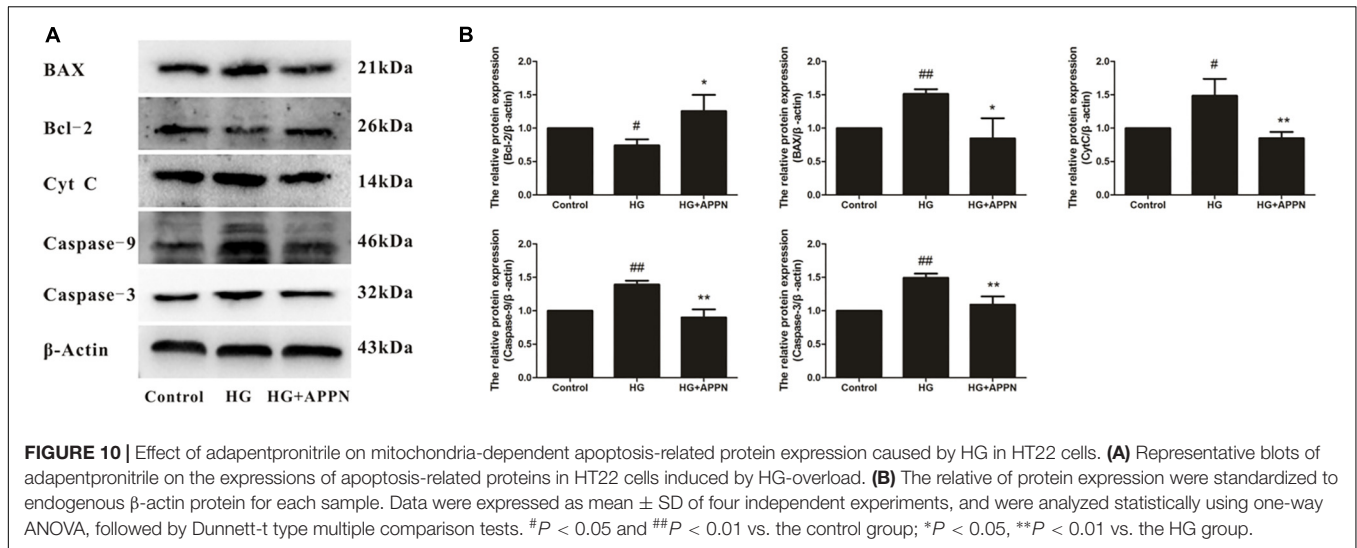 A
BAX
21kDa
Bcl-2
26kDa
Cyt C
14kDa
Caspase-9
46kDa
Caspase-3
32kDa
β-Actin
43kDa
Control HG HG+APPN
B
The relative protein expression
(Bcl-2/β-actin)
2.0
1.5
1.0
0.5
0.0
#
*
Control HG HG+APPN
The relative protein expression
(BAX/β-actin)
2.0
1.5
1.0
0.5
0.0
##
*
Control HG HG+APPN
The relative protein expression
(CytC/β-actin)
2.0
1.5
1.0
0.5
0.0
#
**
Control HG HG+APPN
The relative protein expression
(Caspase-9/β-actin)
2.0
1.5
1.0
0.5
0.0
##
**
Control HG HG+APPN
The relative protein expression
(Caspase-3/β-actin)
2.0
1.5
1.0
0.5
0.0
##
**
Control HG HG+APPN
FIGURE 10 | Effect of adapentpronitrile on mitochondria-dependent apoptosis-related protein expression caused by HG in HT22 cells. (A) Representative blots of
adapentpronitrile on the expressions of apoptosis-related proteins in HT22 cells induced by HG-overload. (B) The relative of protein expression were standardized to
endogenous β-actin protein for each sample. Data were expressed as mean ± SD of four independent experiments, and were analyzed statistically using one-way
ANOVA, followed by Dunnett-t type multiple comparison tests. #P < 0.05 and ##P < 0.01 vs. the control group; *P < 0.05, **P < 0.01 vs. the HG group.